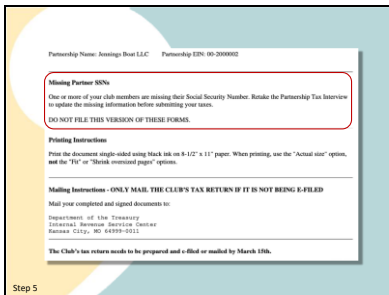 Partnership Name: Jennings Boat LLC Partnership EIN: 00-2000002
Missing Partner SSNs
One or more of your club members are missing their Social Security Number. Retake the Partnership Tax Interview
to update the missing information before submitting your taxes.
DO NOT FILE THIS VERSION OF THESE FORMS.
Printing Instructions
Print the document single-sided using black ink on 8-1/2" x 11" paper. When printing, use the "Actual size" option,
not the "Fit" or "Shrink oversized pages" options.
Mailing Instructions - ONLY MAIL THE CLUB'S TAX RETURN IF IT IS NOT BEING E-FILED
Mail your completed and signed documents to:
Department of the Treasury
Internal Revenue Service Center
Kansas City, MO 64999-0011
The Club's tax return needs to be prepared and e-filed or mailed by March 15th.
Step 5